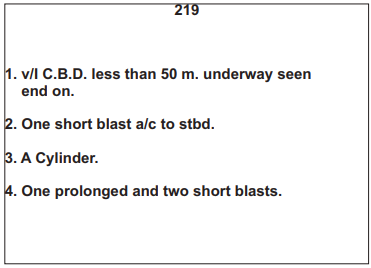 219
1. v/l C.B.D. less than 50 m. underway seen
end on.
2. One short blast a/c to stbd.
3. A Cylinder.
4. One prolonged and two short blasts.